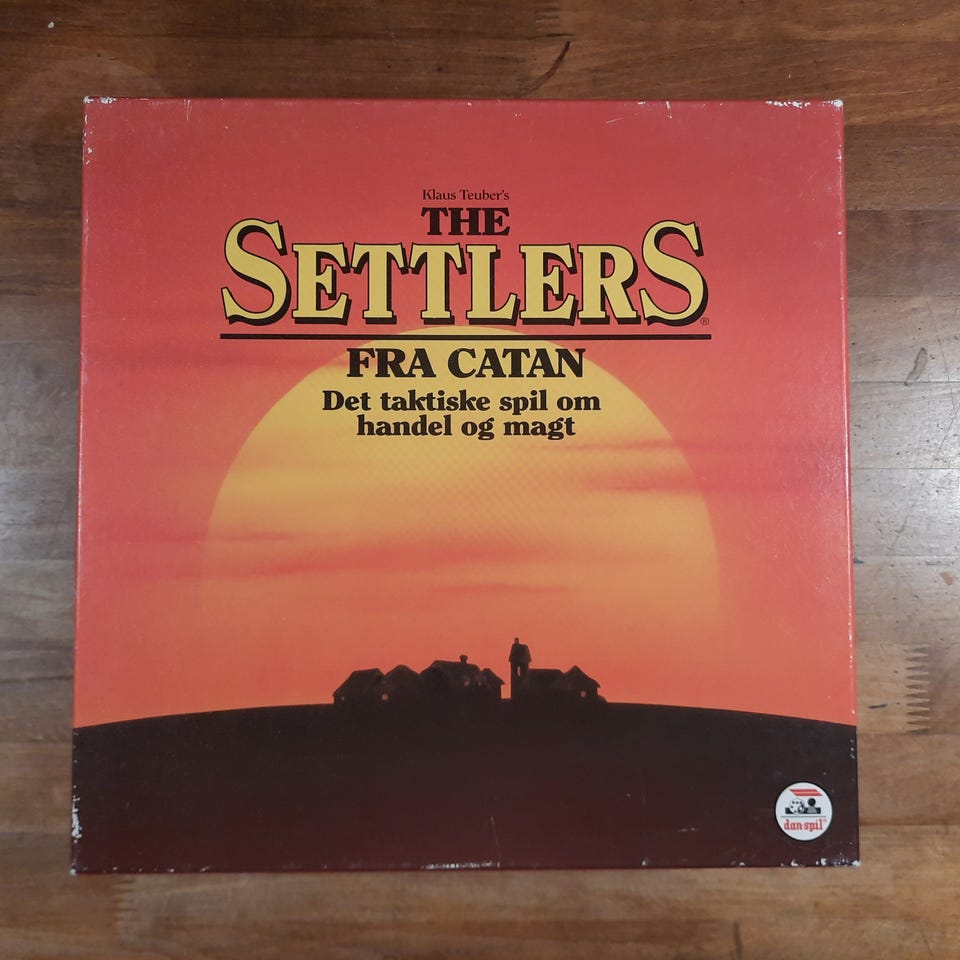 Klaus Teuber's
THE
SETTLERS®
FRA CATAN
Det taktiske spil om
handel og magt
dan-spil